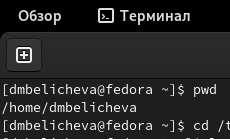 Обзор Терминал
[dmbelicheva@fedora ~]$ pwd
/home/dmbelicheva
[dmbelicheva@fedora ~]$ cd /t